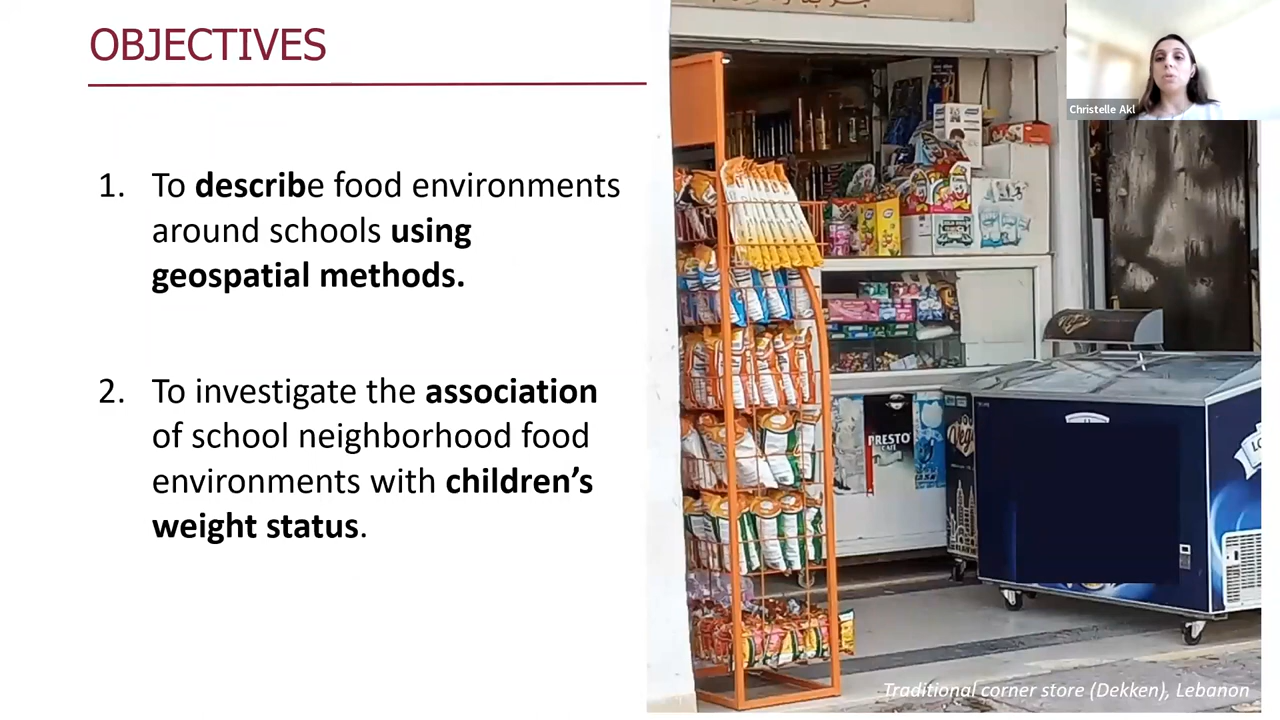 OBJECTIVES
1. To describe food environments
around schools using
geospatial methods.
2. To investigate the association
of school neighborhood food
environments with children’s
weight status.
Christelle Akl
PRESTO
Traditional corner store (Dekken), Lebanon